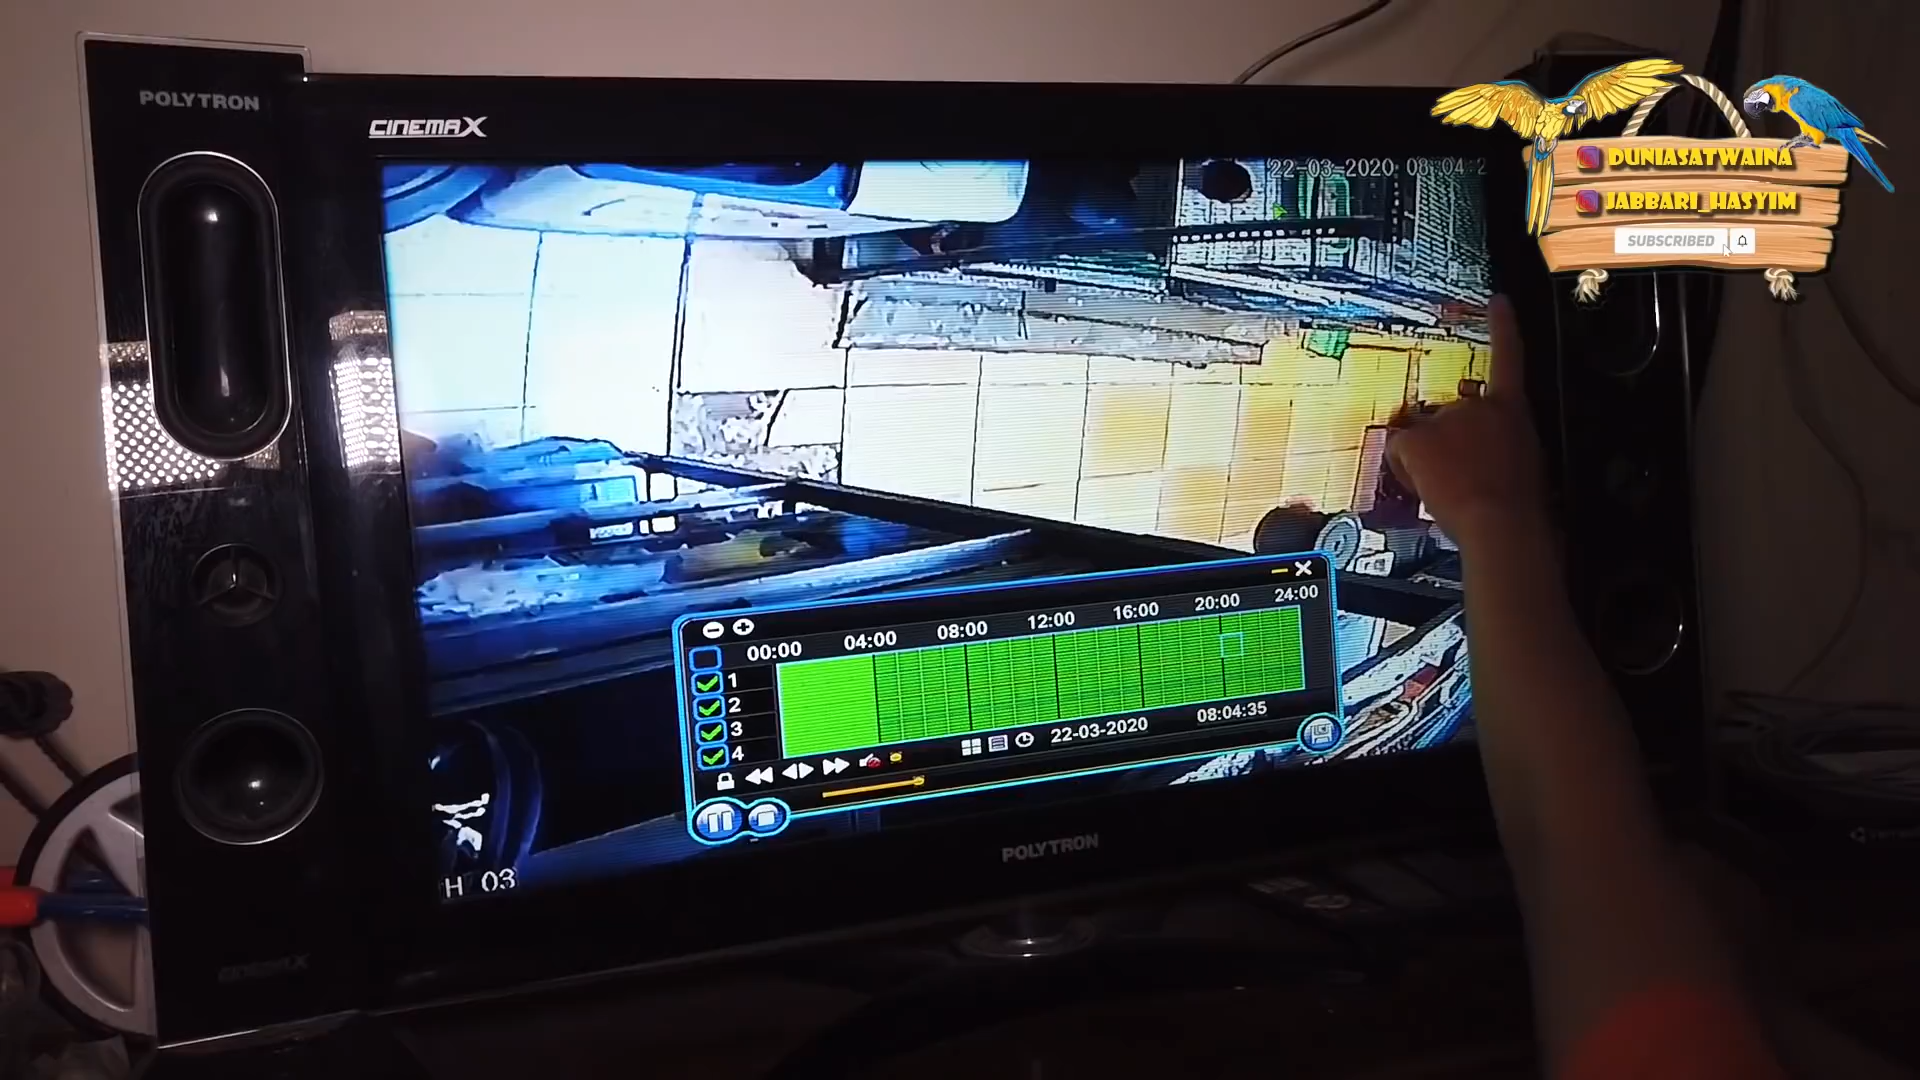 POLYTRON
CINEMAX
22-03-2020 08:04:2
DUNIASATWAINA
JABBARI_HASYIM
SUBSCRIBED
00:00 04:00 08:00 12:00 16:00 20:00 24:00
1
2
3
4
22-03-2020 08:04:35
H 03
POLYTRON
CINEMAX